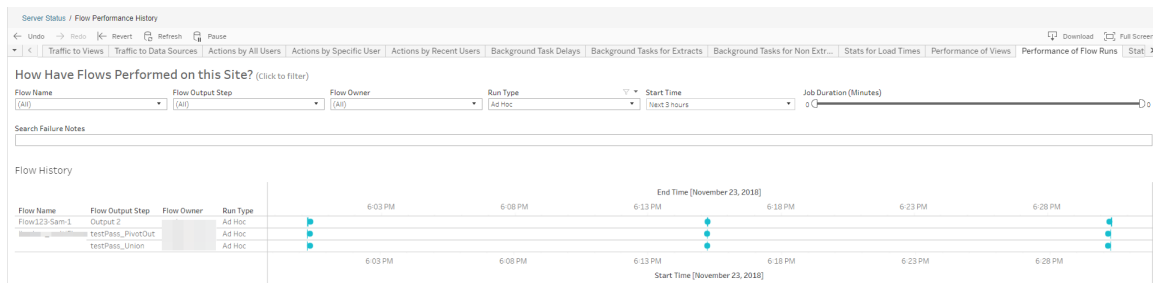 Server Status / Flow Performance History
Undo Redo Revert Refresh Pause Download Full Screen
Traffic to Views Traffic to Data Sources Actions by All Users Actions by Specific User Actions by Recent Users Background Task Delays Background Tasks for Extracts Background Tasks for Non Extr... Stats for Load Times Performance of Views Performance of Flow Runs Stat
How Have Flows Performed on this Site? (Click to filter)
Flow Name Flow Output Step Flow Owner Run Type Start Time Job Duration (Minutes)
(All) (All) (All) Ad Hoc Next 3 hours 0 0
Search Failure Notes
Flow History
End Time [November 23, 2018]
Flow Name Flow Output Step Flow Owner Run Type 6:03 PM 6:08 PM 6:13 PM 6:18 PM 6:23 PM 6:28 PM
Flow123-Sam-1 Output 2 Ad Hoc
testPass_PivotOut Ad Hoc
testPass_Union Ad Hoc
6:03 PM 6:08 PM 6:13 PM 6:18 PM 6:23 PM 6:28 PM
Start Time [November 23, 2018]